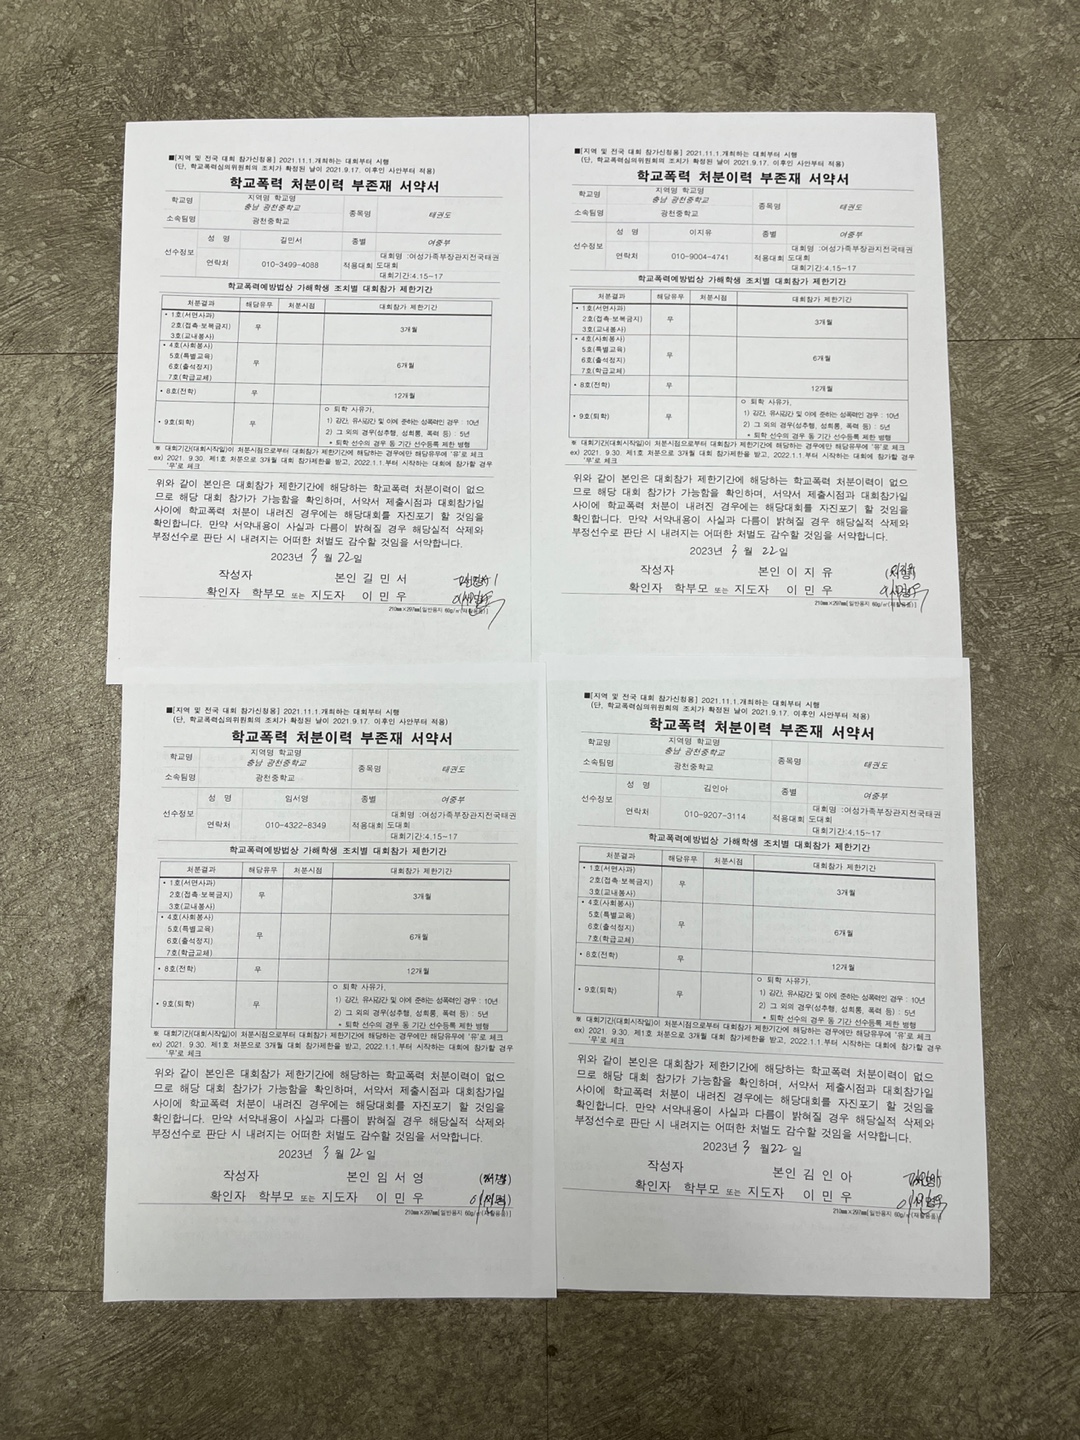 ■[지역 및 전국 대회 참가신청용] 2021.11.1.개최하는 대회부터 시행
(단, 학교폭력심의위원회의 조치가 확정된 날이 2021.9.17. 이후인 사안부터 적용)
학교폭력 처분이력 부존재 서약서
학교명 지역명 학교명 충남 광천중학교 종목명 태권도
소속팀명 광천중학교
선수정보 성 명 길민서 종별 여중부
연락처 010-3499-4088 적용대회 대회명 :여성가족부장관지전국태권도대회
대회기간:4.15~17
학교폭력예방법상 가해학생 조치별 대회참가 제한기간
처분결과 해당유무 처분시점 대회참가 제한기간
• 1호(서면사과)
2호(접촉·보복금지) 무 3개월
3호(교내봉사)
• 4호(사회봉사)
5호(특별교육) 무 6개월
6호(출석정지)
7호(학급교체)
• 8호(전학) 무 12개월
• 9호(퇴학) 무 ㅇ 퇴학 사유가,
1) 강간, 유사강간 및 이에 준하는 성폭력인 경우 : 10년
2) 그 외의 경우(성추행, 성희롱, 폭력 등) : 5년
* 퇴학 선수의 경우 동 기간 선수등록 제한 병행
※ 대회기간(대회시작일)이 처분시점으로부터 대회참가 제한기간에 해당하는 경우에만 해당유무에 '유'로 체크
ex) 2021. 9.30. 제1호 처분으로 3개월 대회 참가제한을 받고, 2022.1.1.부터 시작하는 대회에 참가할 경우
'무'로 체크
위와 같이 본인은 대회참가 제한기간에 해당하는 학교폭력 처분이력이 없으
므로 해당 대회 참가가 가능함을 확인하며, 서약서 제출시점과 대회참가일
사이에 학교폭력 처분이 내려진 경우에는 해당대회를 자진포기 할 것임을
확인합니다. 만약 서약내용이 사실과 다름이 밝혀질 경우 해당실적 삭제와
부정선수로 판단 시 내려지는 어떠한 처벌도 감수할 것임을 서약합니다.
2023년 3 월 22 일
작성자 본인 길 민 서
확인자 학부모 또는 지도자 이 민 우
210㎜×297㎜[일반용지 60g/㎡(재활용품)]
■[지역 및 전국 대회 참가신청용] 2021.11.1.개최하는 대회부터 시행
(단, 학교폭력심의위원회의 조치가 확정된 날이 2021.9.17. 이후인 사안부터 적용)
학교폭력 처분이력 부존재 서약서
학교명 지역명 학교명 충남 광천중학교 종목명 태권도
소속팀명 광천중학교
선수정보 성 명 이지유 종별 여중부
연락처 010-9004-4741 적용대회 대회명 :여성가족부장관지전국태권도대회
대회기간:4.15~17
학교폭력예방법상 가해학생 조치별 대회참가 제한기간
처분결과 해당유무 처분시점 대회참가 제한기간
• 1호(서면사과)
2호(접촉·보복금지) 무 3개월
3호(교내봉사)
• 4호(사회봉사)
5호(특별교육) 무 6개월
6호(출석정지)
7호(학급교체)
• 8호(전학) 무 12개월
• 9호(퇴학) 무 ㅇ 퇴학 사유가,
1) 강간, 유사강간 및 이에 준하는 성폭력인 경우 : 10년
2) 그 외의 경우(성추행, 성희롱, 폭력 등) : 5년
* 퇴학 선수의 경우 동 기간 선수등록 제한 병행
※ 대회기간(대회시작일)이 처분시점으로부터 대회참가 제한기간에 해당하는 경우에만 해당유무에 '유'로 체크
ex) 2021. 9.30. 제1호 처분으로 3개월 대회 참가제한을 받고, 2022.1.1.부터 시작하는 대회에 참가할 경우
'무'로 체크
위와 같이 본인은 대회참가 제한기간에 해당하는 학교폭력 처분이력이 없으
므로 해당 대회 참가가 가능함을 확인하며, 서약서 제출시점과 대회참가일
사이에 학교폭력 처분이 내려진 경우에는 해당대회를 자진포기 할 것임을
확인합니다. 만약 서약내용이 사실과 다름이 밝혀질 경우 해당실적 삭제와
부정선수로 판단 시 내려지는 어떠한 처벌도 감수할 것임을 서약합니다.
2023년 3 월 22 일
작성자 본인 이 지 유 (서명)
확인자 학부모 또는 지도자 이 민 우
210㎜×297㎜[일반용지 60g/㎡(재활용품)]
■[지역 및 전국 대회 참가신청용] 2021.11.1.개최하는 대회부터 시행
(단, 학교폭력심의위원회의 조치가 확정된 날이 2021.9.17. 이후인 사안부터 적용)
학교폭력 처분이력 부존재 서약서
학교명 지역명 학교명 충남 광천중학교 종목명 태권도
소속팀명 광천중학교
선수정보 성 명 임서영 종별 여중부
연락처 010-4322-8349 적용대회 대회명 :여성가족부장관지전국태권도대회
대회기간:4.15~17
학교폭력예방법상 가해학생 조치별 대회참가 제한기간
처분결과 해당유무 처분시점 대회참가 제한기간
• 1호(서면사과)
2호(접촉·보복금지) 무 3개월
3호(교내봉사)
• 4호(사회봉사)
5호(특별교육) 무 6개월
6호(출석정지)
7호(학급교체)
• 8호(전학) 무 12개월
• 9호(퇴학) 무 ㅇ 퇴학 사유가,
1) 강간, 유사강간 및 이에 준하는 성폭력인 경우 : 10년
2) 그 외의 경우(성추행, 성희롱, 폭력 등) : 5년
* 퇴학 선수의 경우 동 기간 선수등록 제한 병행
※ 대회기간(대회시작일)이 처분시점으로부터 대회참가 제한기간에 해당하는 경우에만 해당유무에 '유'로 체크
ex) 2021. 9.30. 제1호 처분으로 3개월 대회 참가제한을 받고, 2022.1.1.부터 시작하는 대회에 참가할 경우
'무'로 체크
위와 같이 본인은 대회참가 제한기간에 해당하는 학교폭력 처분이력이 없으
므로 해당 대회 참가가 가능함을 확인하며, 서약서 제출시점과 대회참가일
사이에 학교폭력 처분이 내려진 경우에는 해당대회를 자진포기 할 것임을
확인합니다. 만약 서약내용이 사실과 다름이 밝혀질 경우 해당실적 삭제와
부정선수로 판단 시 내려지는 어떠한 처벌도 감수할 것임을 서약합니다.
2023년 3 월 22 일
작성자 본인 임 서 영
확인자 학부모 또는 지도자 이 민 우
210㎜×297㎜[일반용지 60g/㎡(재활용품)]
■[지역 및 전국 대회 참가신청용] 2021.11.1.개최하는 대회부터 시행
(단, 학교폭력심의위원회의 조치가 확정된 날이 2021.9.17. 이후인 사안부터 적용)
학교폭력 처분이력 부존재 서약서
학교명 지역명 학교명 충남 광천중학교 종목명 태권도
소속팀명 광천중학교
선수정보 성 명 김인아 종별 여중부
연락처 010-9207-3114 적용대회 대회명 :여성가족부장관지전국태권도대회
대회기간:4.15~17
학교폭력예방법상 가해학생 조치별 대회참가 제한기간
처분결과 해당유무 처분시점 대회참가 제한기간
• 1호(서면사과)
2호(접촉·보복금지) 무 3개월
3호(교내봉사)
• 4호(사회봉사)
5호(특별교육) 무 6개월
6호(출석정지)
7호(학급교체)
• 8호(전학) 무 12개월
• 9호(퇴학) 무 ㅇ 퇴학 사유가,
1) 강간, 유사강간 및 이에 준하는 성폭력인 경우 : 10년
2) 그 외의 경우(성추행, 성희롱, 폭력 등) : 5년
* 퇴학 선수의 경우 동 기간 선수등록 제한 병행
※ 대회기간(대회시작일)이 처분시점으로부터 대회참가 제한기간에 해당하는 경우에만 해당유무에 '유'로 체크
ex) 2021. 9.30. 제1호 처분으로 3개월 대회 참가제한을 받고, 2022.1.1.부터 시작하는 대회에 참가할 경우
'무'로 체크
위와 같이 본인은 대회참가 제한기간에 해당하는 학교폭력 처분이력이 없으
므로 해당 대회 참가가 가능함을 확인하며, 서약서 제출시점과 대회참가일
사이에 학교폭력 처분이 내려진 경우에는 해당대회를 자진포기 할 것임을
확인합니다. 만약 서약내용이 사실과 다름이 밝혀질 경우 해당실적 삭제와
부정선수로 판단 시 내려지는 어떠한 처벌도 감수할 것임을 서약합니다.
2023년 3 월 22 일
작성자 본인 김 인 아
확인자 학부모 또는 지도자 이 민 우
210㎜×297㎜[일반용지 60g/㎡(재활용품)]